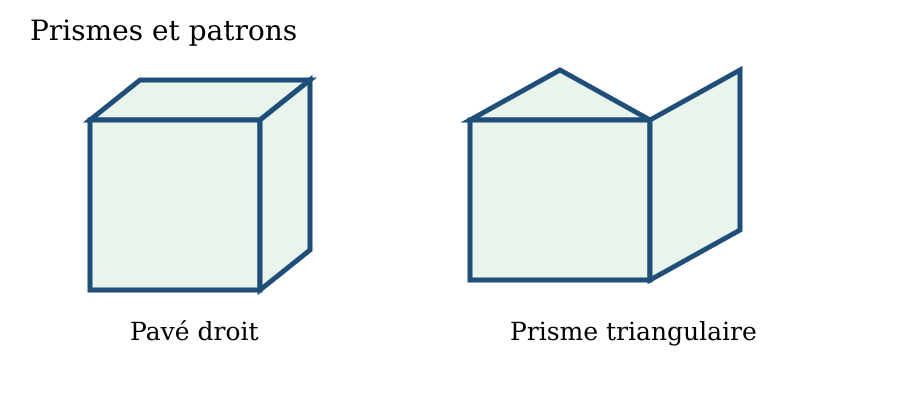 Prismes et patrons
Pavé droit
Prisme triangulaire